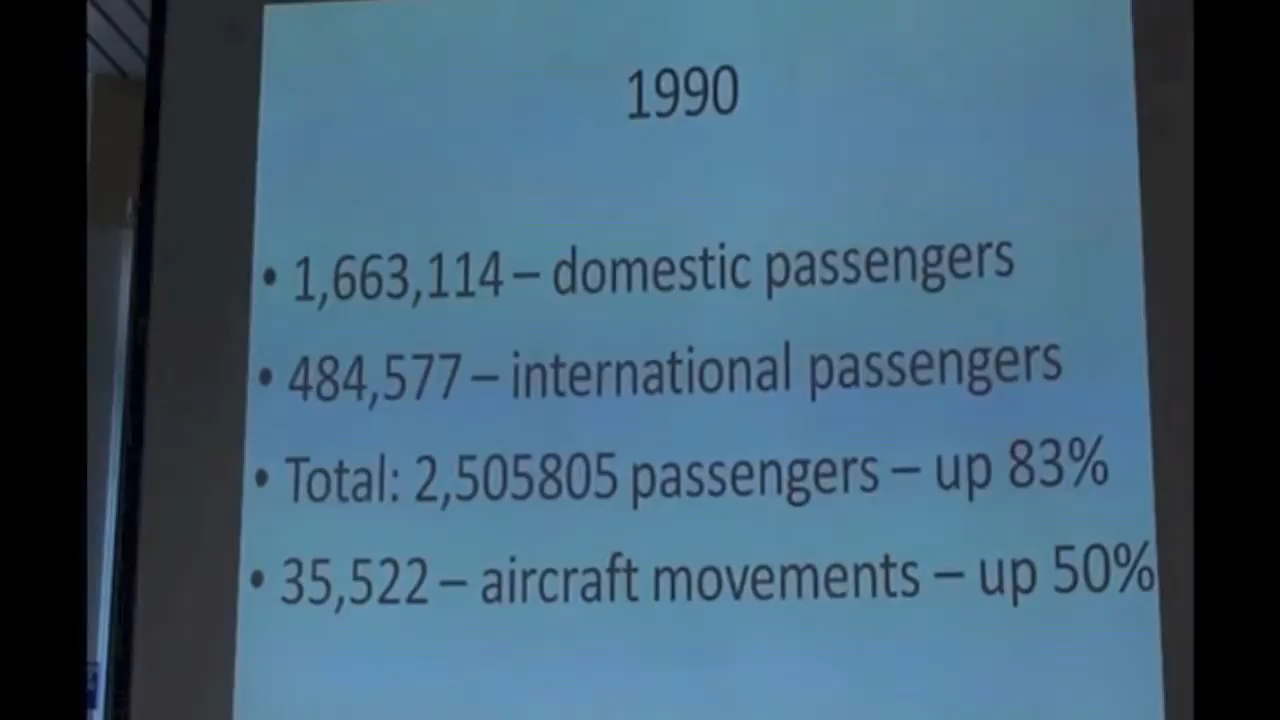 1990
• 1,663,114 – domestic passengers
• 484,577 – international passengers
• Total: 2,505805 passengers – up 83%
• 35,522 – aircraft movements – up 50%